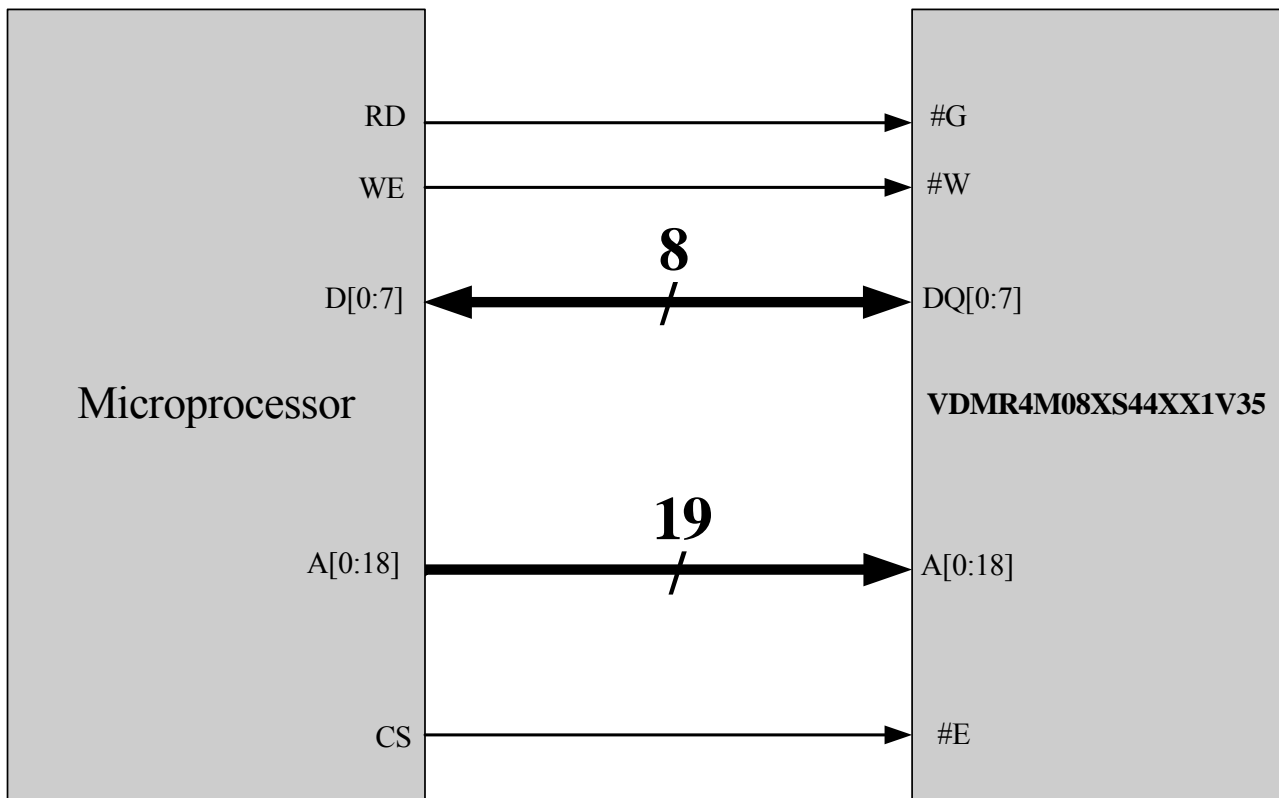 RD
#G
WE
#W
8
D[0:7]
DQ[0:7]
Microprocessor
VDMR4M08XS44XX1V35
19
A[0:18]
A[0:18]
CS
#E